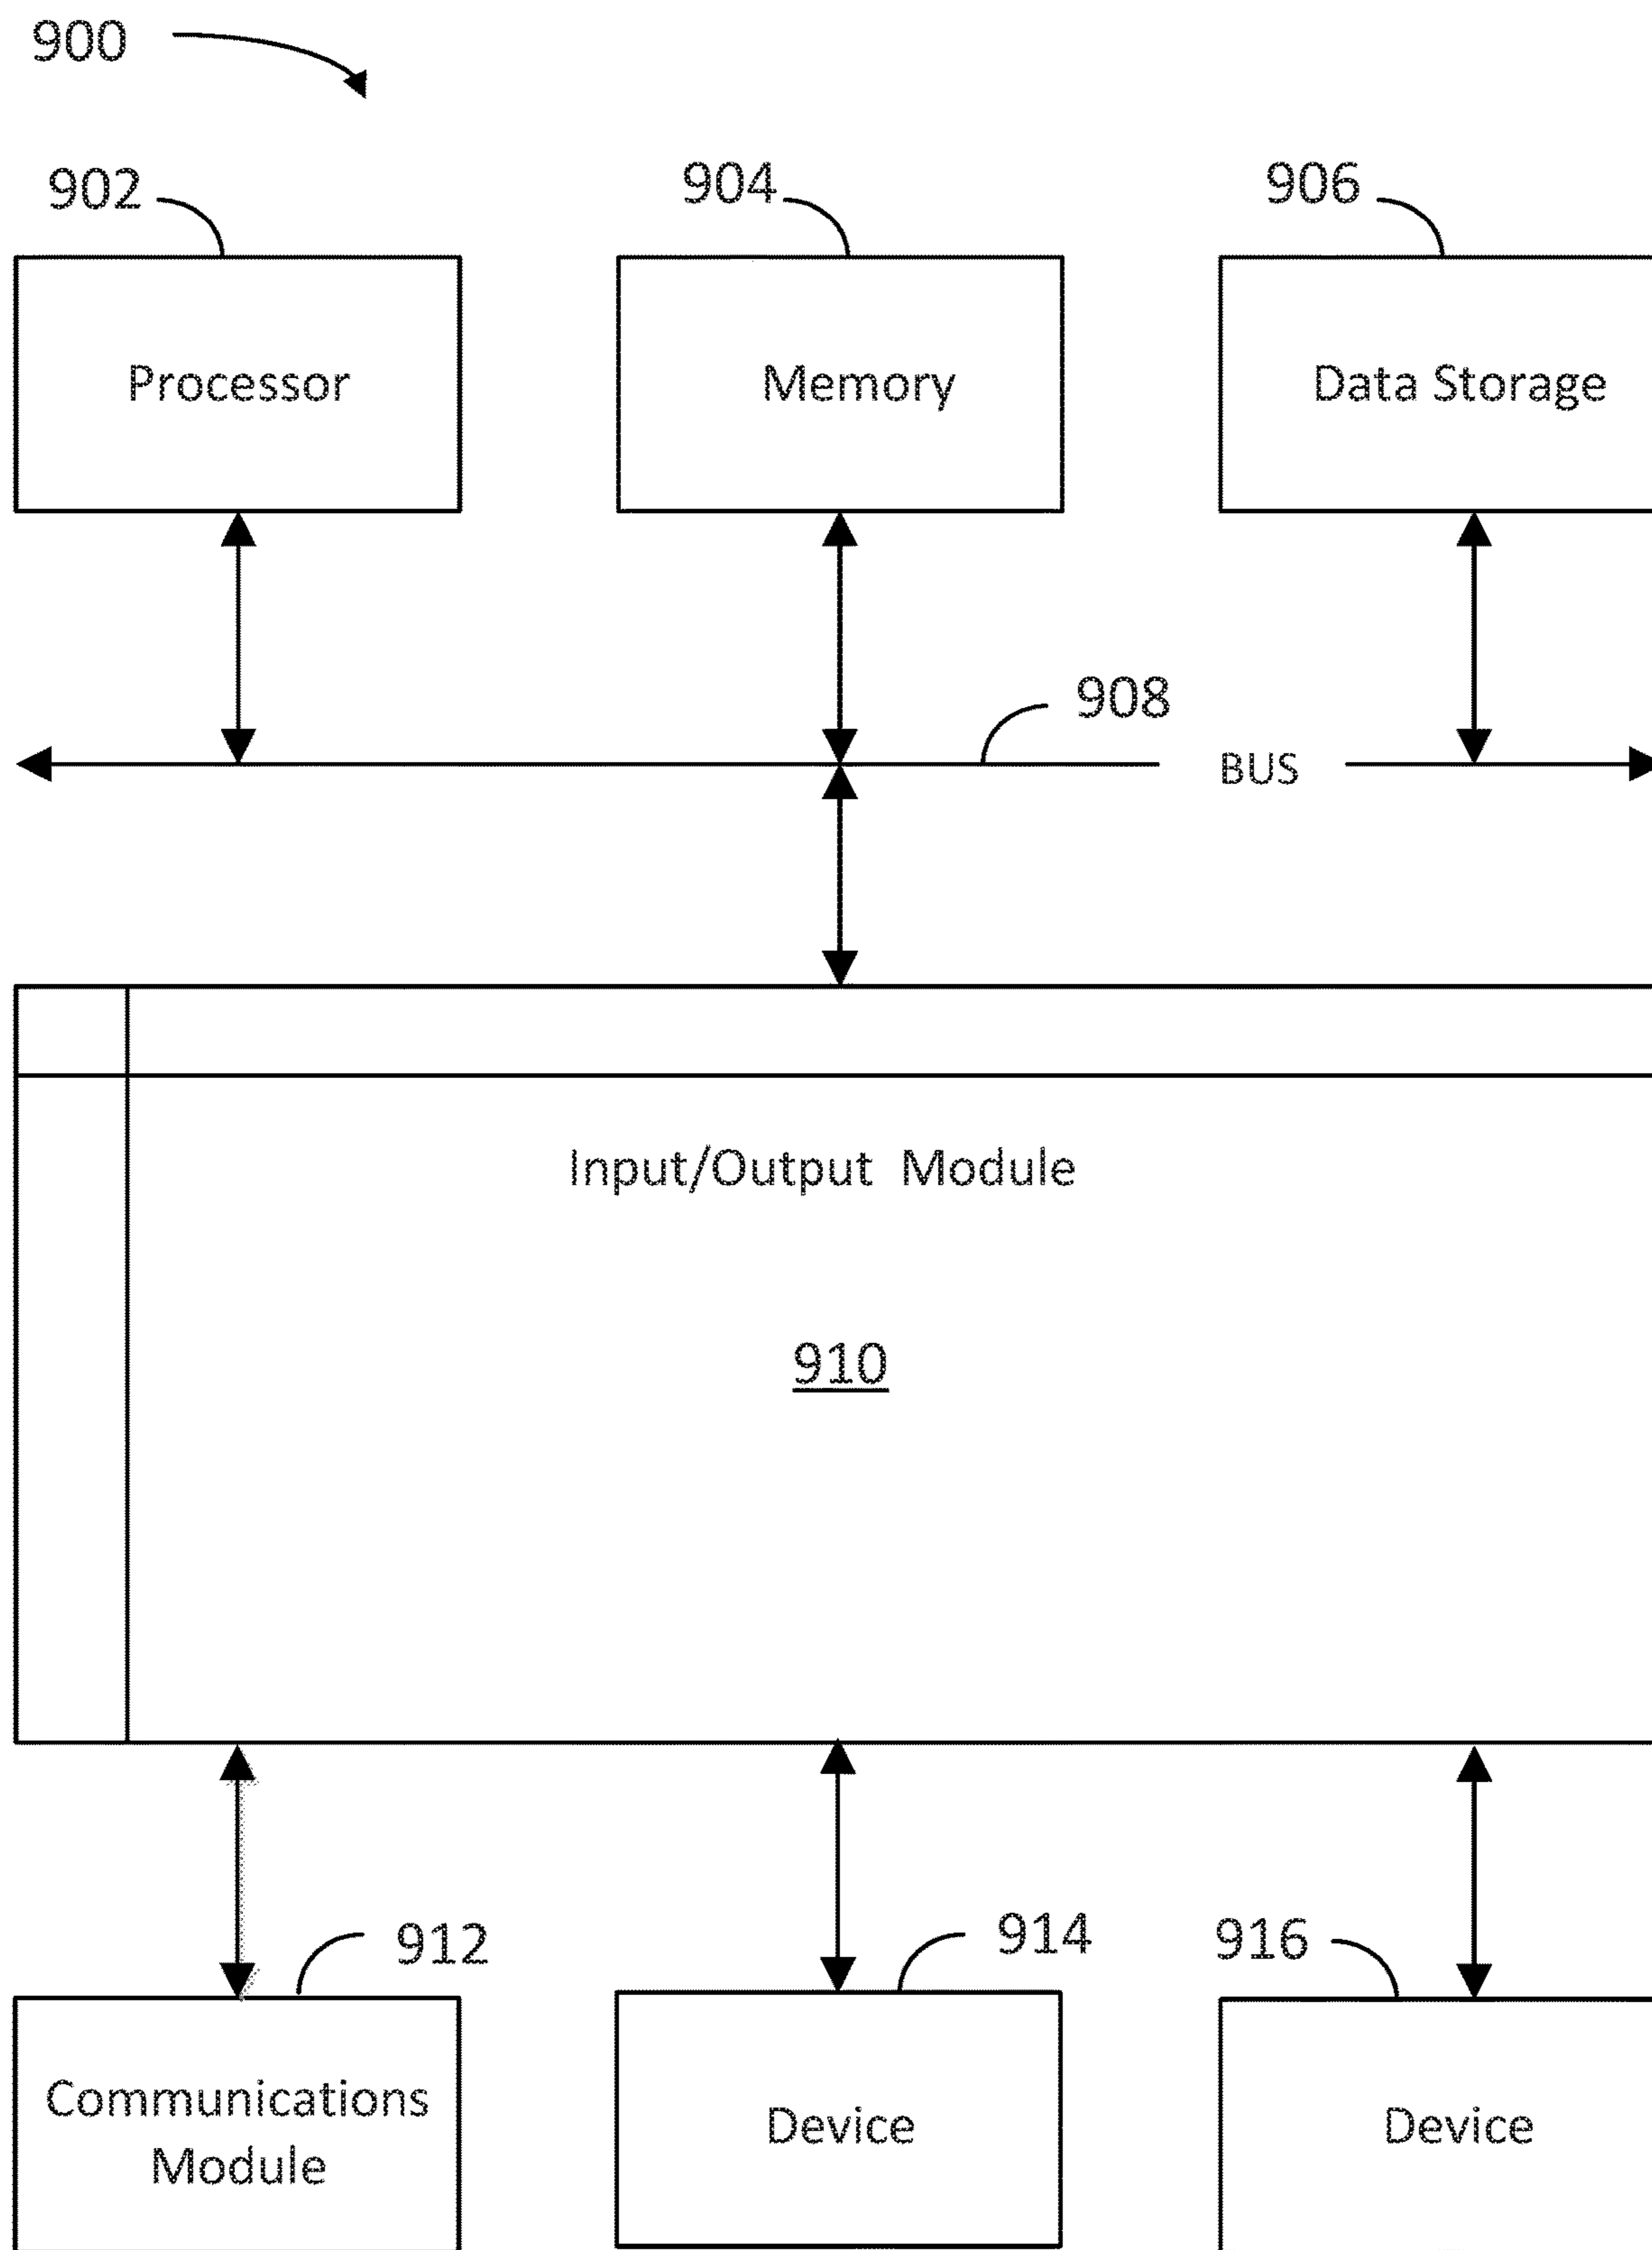 900
902
904
906
Processor
Memory
Data Storage
908
BUS
Input/Output Module
910
912
914
916
Communications
Module
Device
Device